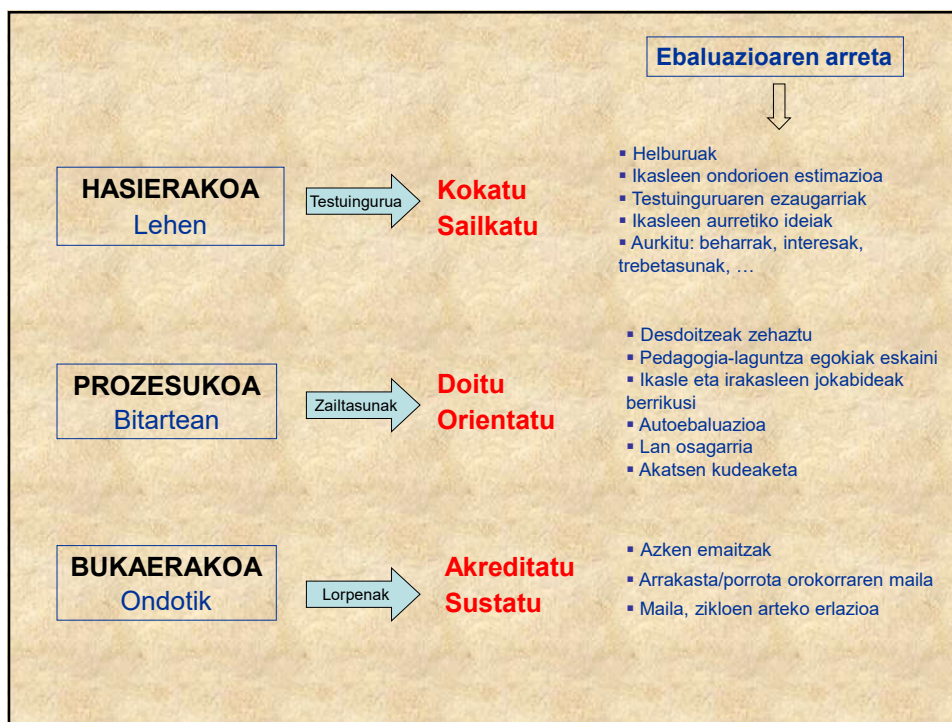 Ebaluazioaren arreta
HASIERAKOA
Lehen
Testuingurua
Kokatu
Sailkatu
▪ Helburuak
▪ Ikasleen ondorioen estimazioa
▪ Testuinguruaren ezaugarriak
▪ Ikasleen aurretiko ideiak
▪ Aurkitu: beharrak, interesak,
trebetasunak, …
PROZESUKOA
Bitartean
Zailtasunak
Doitu
Orientatu
▪ Desdoitzeak zehaztu
▪ Pedagogia-laguntza egokiak eskaini
▪ Ikasle eta irakasleen jokabideak
berrikusi
▪ Autoebaluazioa
▪ Lan osagarria
▪ Akatsen kudeaketa
BUKAERAKOA
Ondotik
Lorpenak
Akreditatu
Sustatu
▪ Azken emaitzak
▪ Arrakasta/porrota orokorraren maila
▪ Maila, zikloen arteko erlazioa